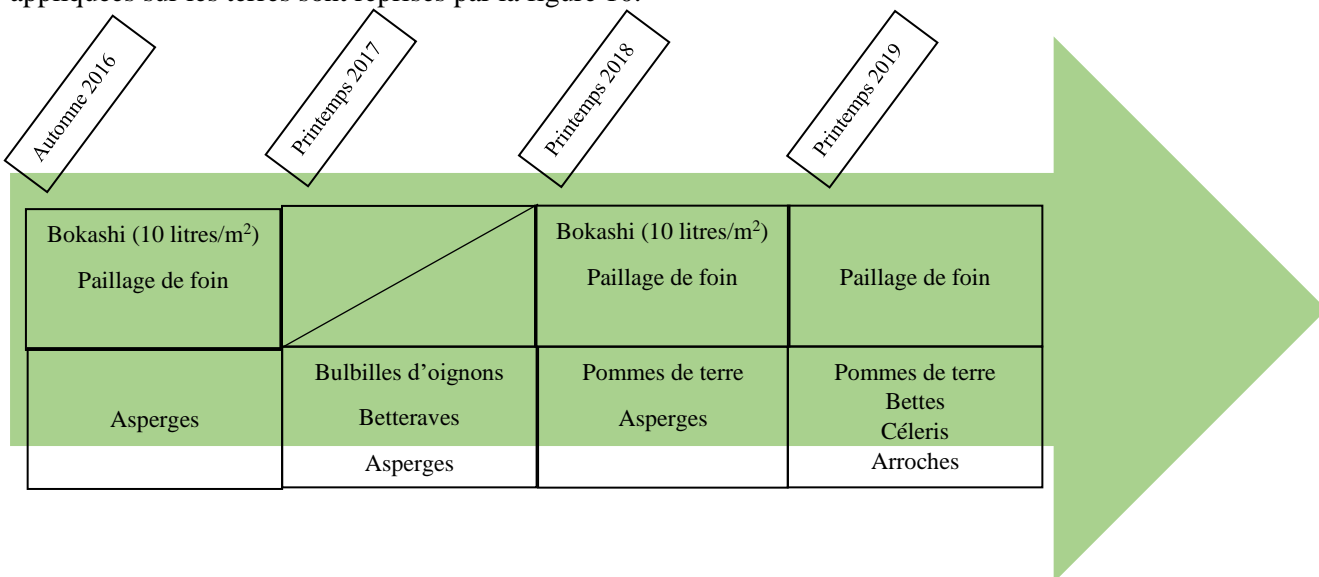 appliquées sur les terres sont reprises par la figure 10.
Automne 2016
Printemps 2017
Printemps 2018
Printemps 2019
Bokashi (10 litres/m²)
Paillage de foin
Bokashi (10 litres/m²)
Paillage de foin
Paillage de foin
Asperges
Bulbilles d’oignons
Betteraves
Asperges
Pommes de terre
Asperges
Pommes de terre
Bettes
Céleris
Arroches